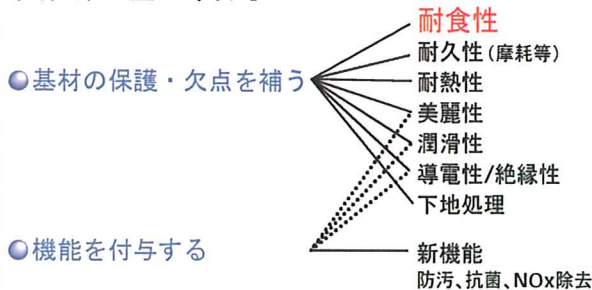 耐食性
耐久性(摩耗等)
●基材の保護・欠点を補う
耐熱性
美麗性
潤滑性
導電性/絶縁性
下地処理
●機能を付与する
新機能
防汚、抗菌、NOx除去